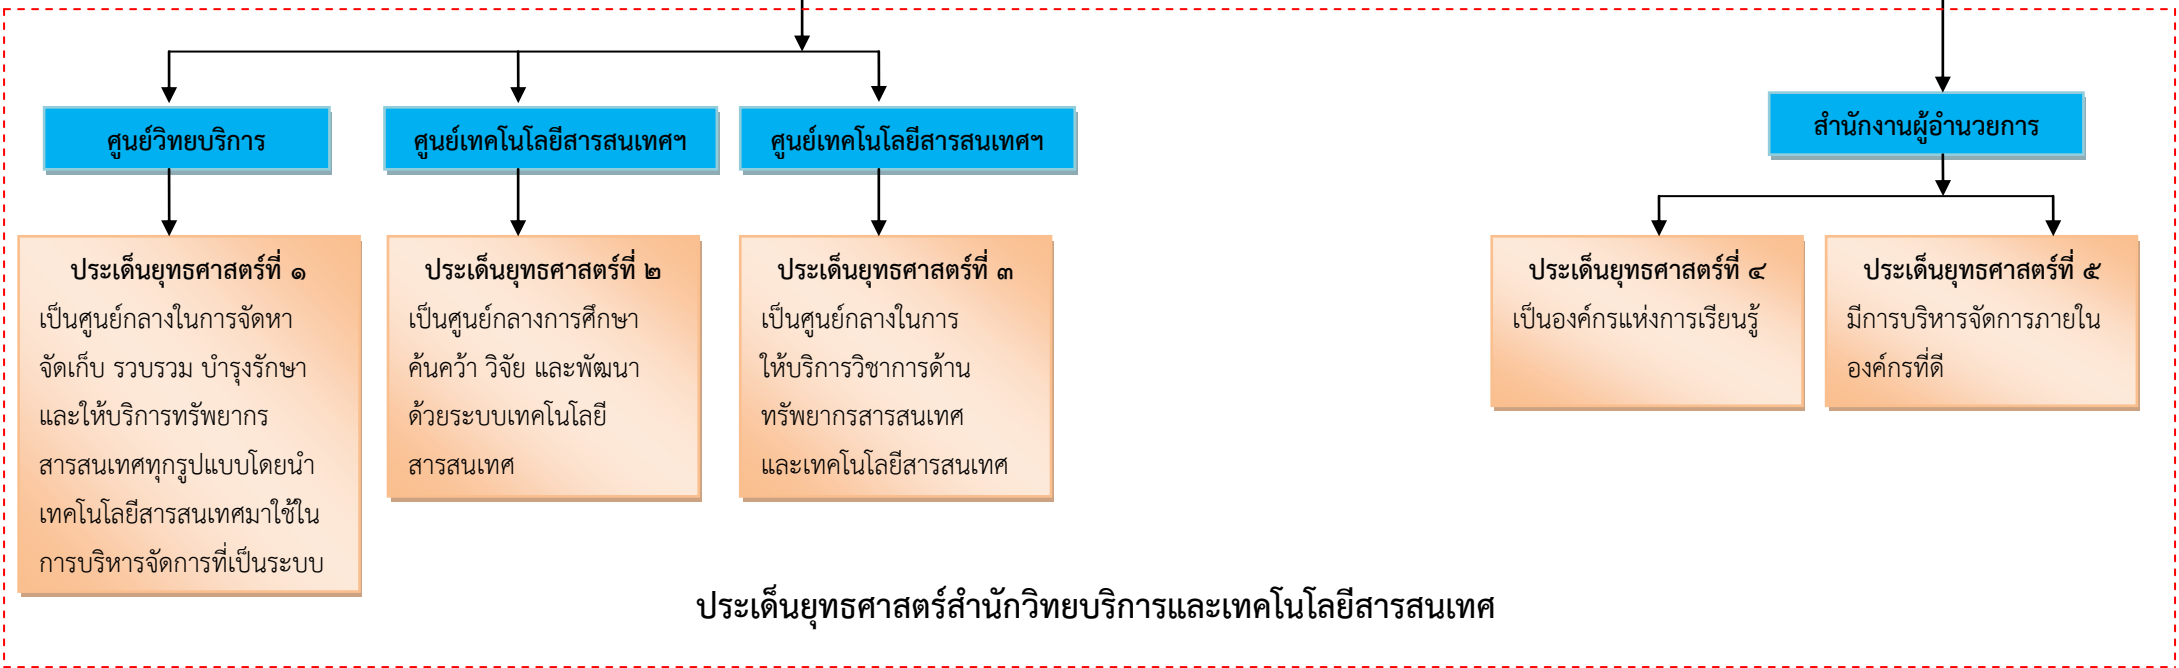 ศูนย์วิทยบริการ
ศูนย์เทคโนโลยีสารสนเทศฯ
ศูนย์เทคโนโลยีสารสนเทศฯ
สำนักงานผู้อำนวยการ
ประเด็นยุทธศาสตร์ที่ ๑
เป็นศูนย์กลางในการจัดหา
จัดเก็บ รวบรวม บำรุงรักษา
และให้บริการทรัพยากร
สารสนเทศทุกรูปแบบโดยนำ
เทคโนโลยีสารสนเทศมาใช้ใน
การบริหารจัดการที่เป็นระบบ
ประเด็นยุทธศาสตร์ที่ ๒
เป็นศูนย์กลางการศึกษา
ค้นคว้า วิจัย และพัฒนา
ด้วยระบบเทคโนโลยี
สารสนเทศ
ประเด็นยุทธศาสตร์ที่ ๓
เป็นศูนย์กลางในการ
ให้บริการวิชาการด้าน
ทรัพยากรสารสนเทศ
และเทคโนโลยีสารสนเทศ
ประเด็นยุทธศาสตร์ที่ ๔
เป็นองค์กรแห่งการเรียนรู้
ประเด็นยุทธศาสตร์ที่ ๕
มีการบริหารจัดการภายใน
องค์กรที่ดี
ประเด็นยุทธศาสตร์สำนักวิทยบริการและเทคโนโลยีสารสนเทศ